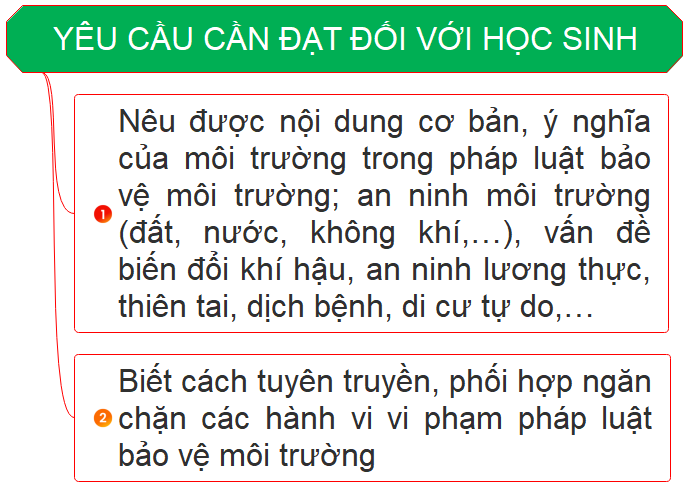 YÊU CẦU CẦN ĐẠT ĐỐI VỚI HỌC SINH
1
Nêu được nội dung cơ bản, ý nghĩa
của môi trường trong pháp luật bảo
vệ môi trường; an ninh môi trường
(đất, nước, không khí,…), vấn đề
biến đổi khí hậu, an ninh lương thực,
thiên tai, dịch bệnh, di cư tự do,…
2
Biết cách tuyên truyền, phối hợp ngăn
chặn các hành vi vi phạm pháp luật
bảo vệ môi trường